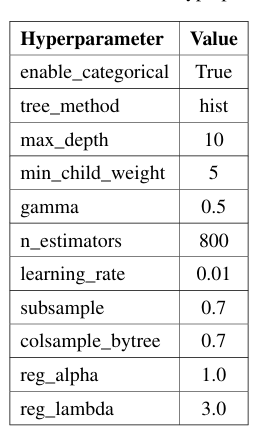 Hyperparameter Value
enable_categorical True
tree_method hist
max_depth 10
min_child_weight 5
gamma 0.5
n_estimators 800
learning_rate 0.01
subsample 0.7
colsample_bytree 0.7
reg_alpha 1.0
reg_lambda 3.0